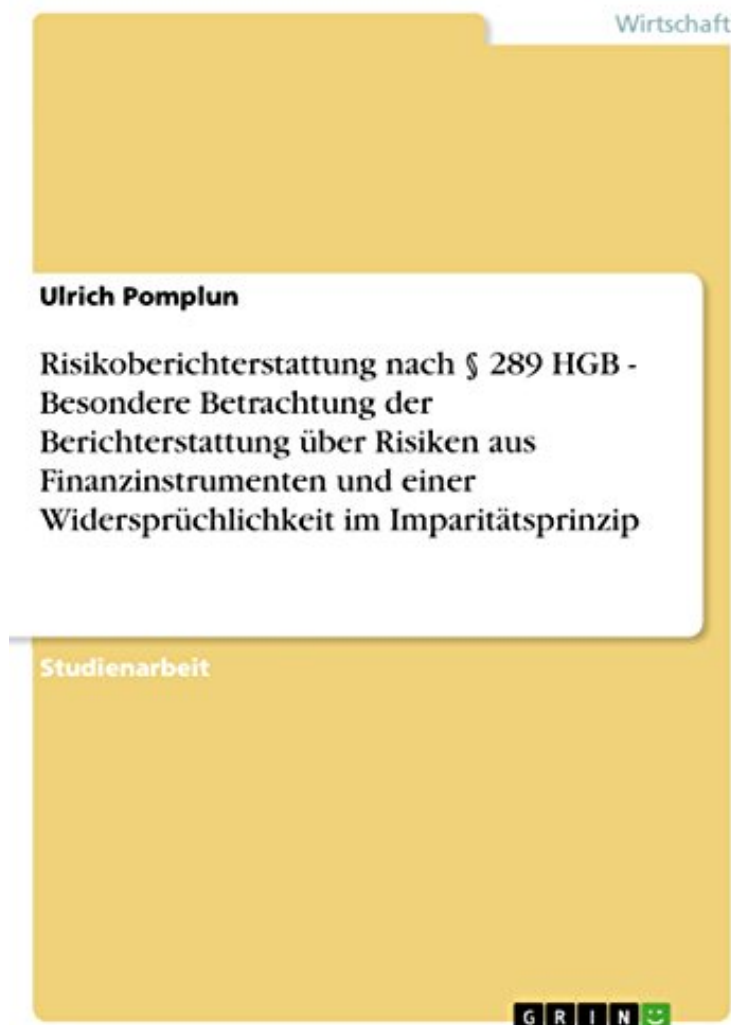 Wirtschaft
Ulrich Pomplun
Risikoberichterstattung nach § 289 HGB -
Besondere Betrachtung der
Berichterstattung über Risiken aus
Finanzinstrumenten und einer
Widersprüchlichkeit im Imparitätsprinzip
Studienarbeit
GRIN